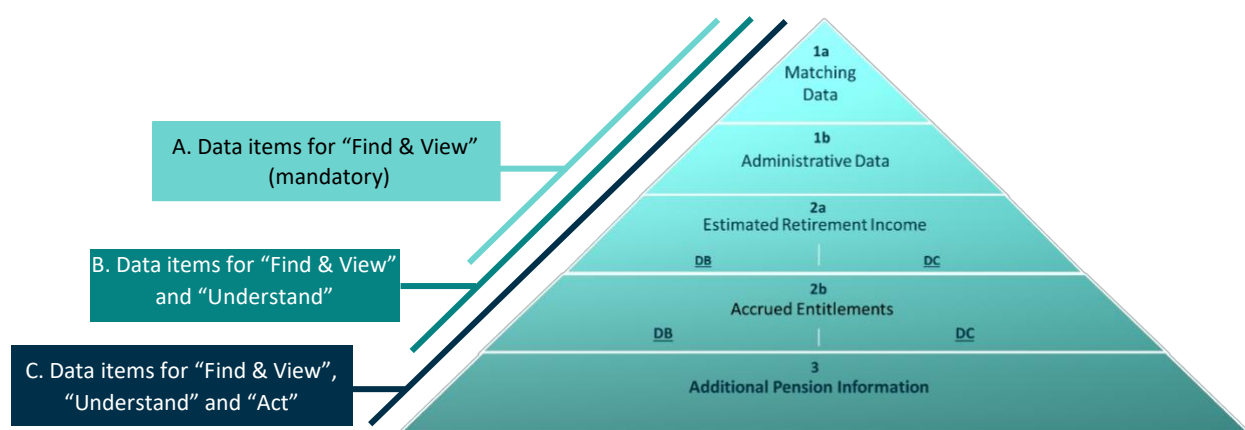 A. Data items for “Find & View”
(mandatory)
B. Data items for “Find & View”
and “Understand”
C. Data items for “Find & View”,
“Understand” and “Act”
1a
Matching
Data
1b
Administrative Data
2a
Estimated Retirement Income
DB DC
2b
Accrued Entitlements
DB DC
3
Additional Pension Information